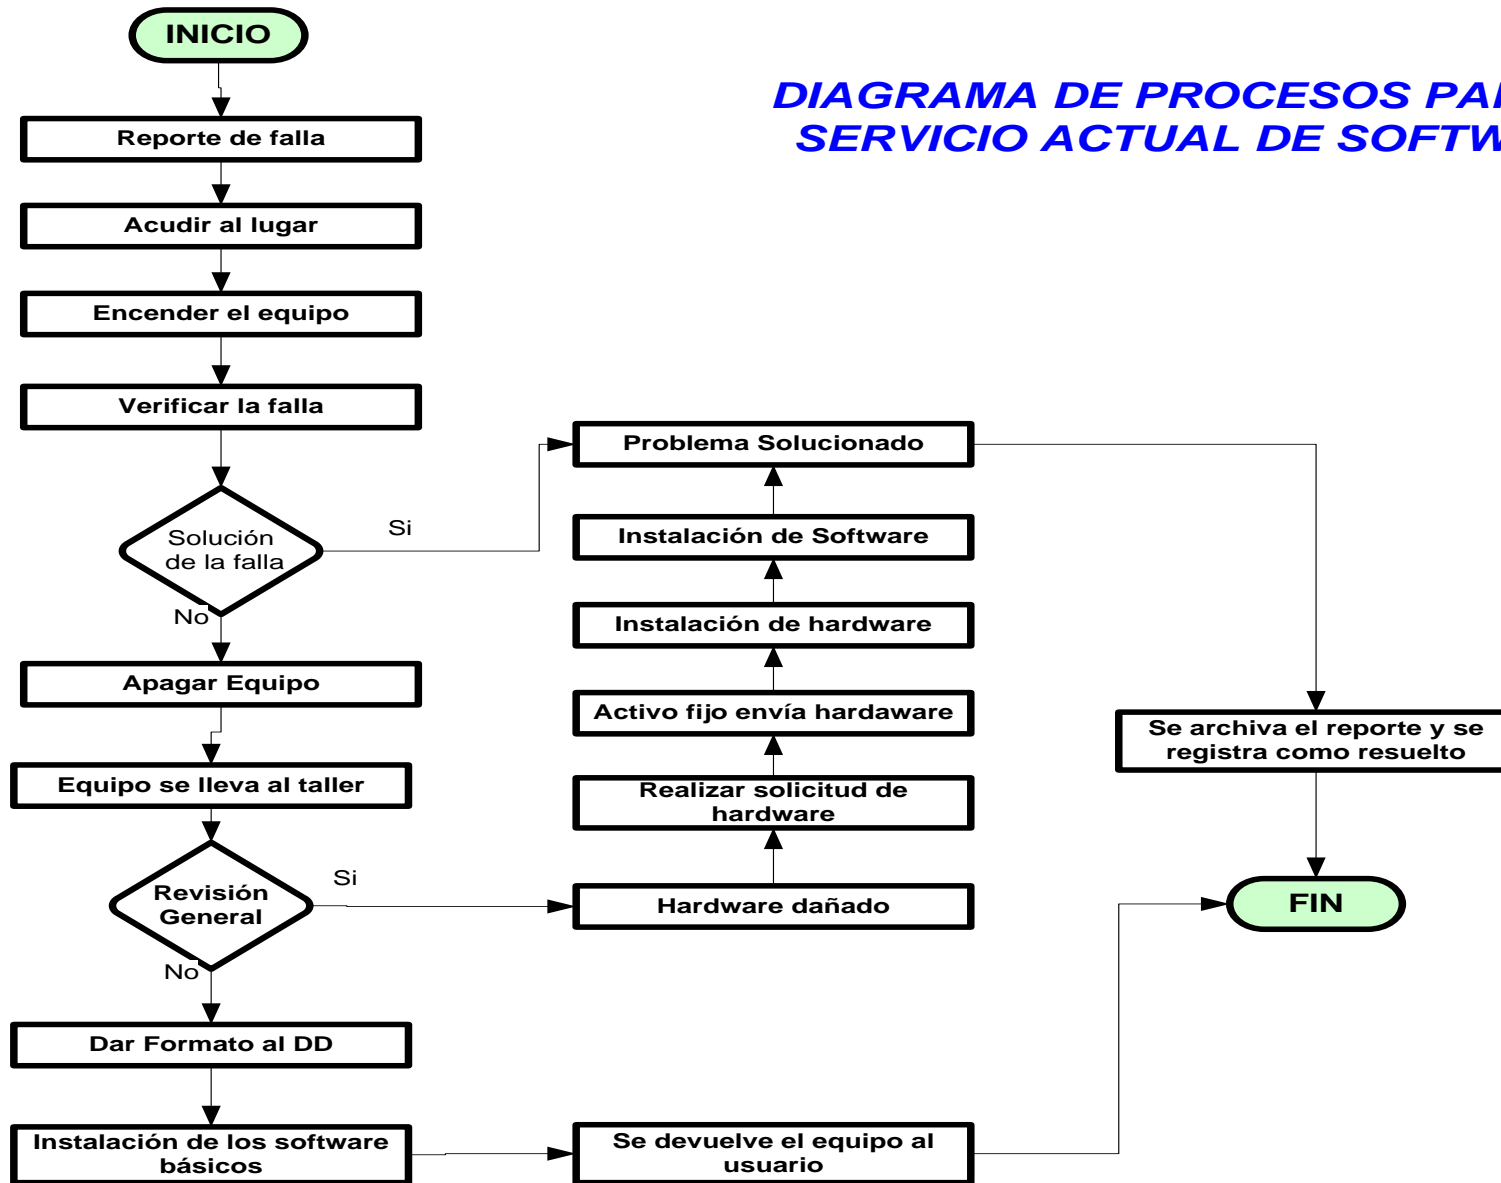 INICIO
DIAGRAMA DE PROCESOS
SERVICIO ACTUAL DE
Reporte de falla
Acudir al lugar
Encender el equipo
Verificar la falla
Problema Solucionado
Si
Solución
de la falla
Instalación de Software
No
Instalación de hardware
Apagar Equipo
Activo fijo envía hardaware
Se archiva el reporte y se
registra como resuelto
Equipo se lleva al taller
Realizar solicitud de
hardware
Si
Revisión
General
Hardware dañado
FIN
No
Dar Formato al DD
Instalación de los software
básicos
Se devuelve el equipo al
usuario